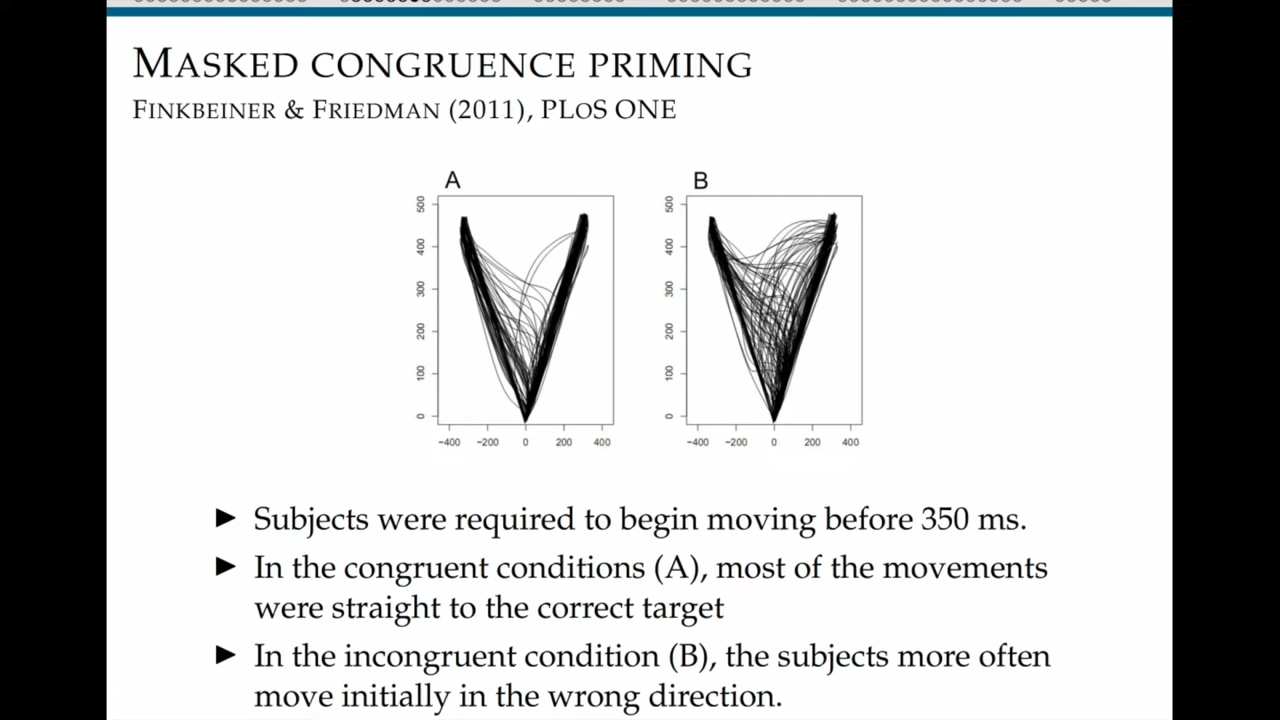 MASKED CONGRUENCE PRIMING
FINKBEINER & FRIEDMAN (2011), PLOS ONE
A
B
500
400
300
200
100
0
−400 −200 0 200 400
500
400
300
200
100
0
−400 −200 0 200 400
▶ Subjects were required to begin moving before 350 ms.
▶ In the congruent conditions (A), most of the movements
were straight to the correct target
▶ In the incongruent condition (B), the subjects more often
move initially in the wrong direction.